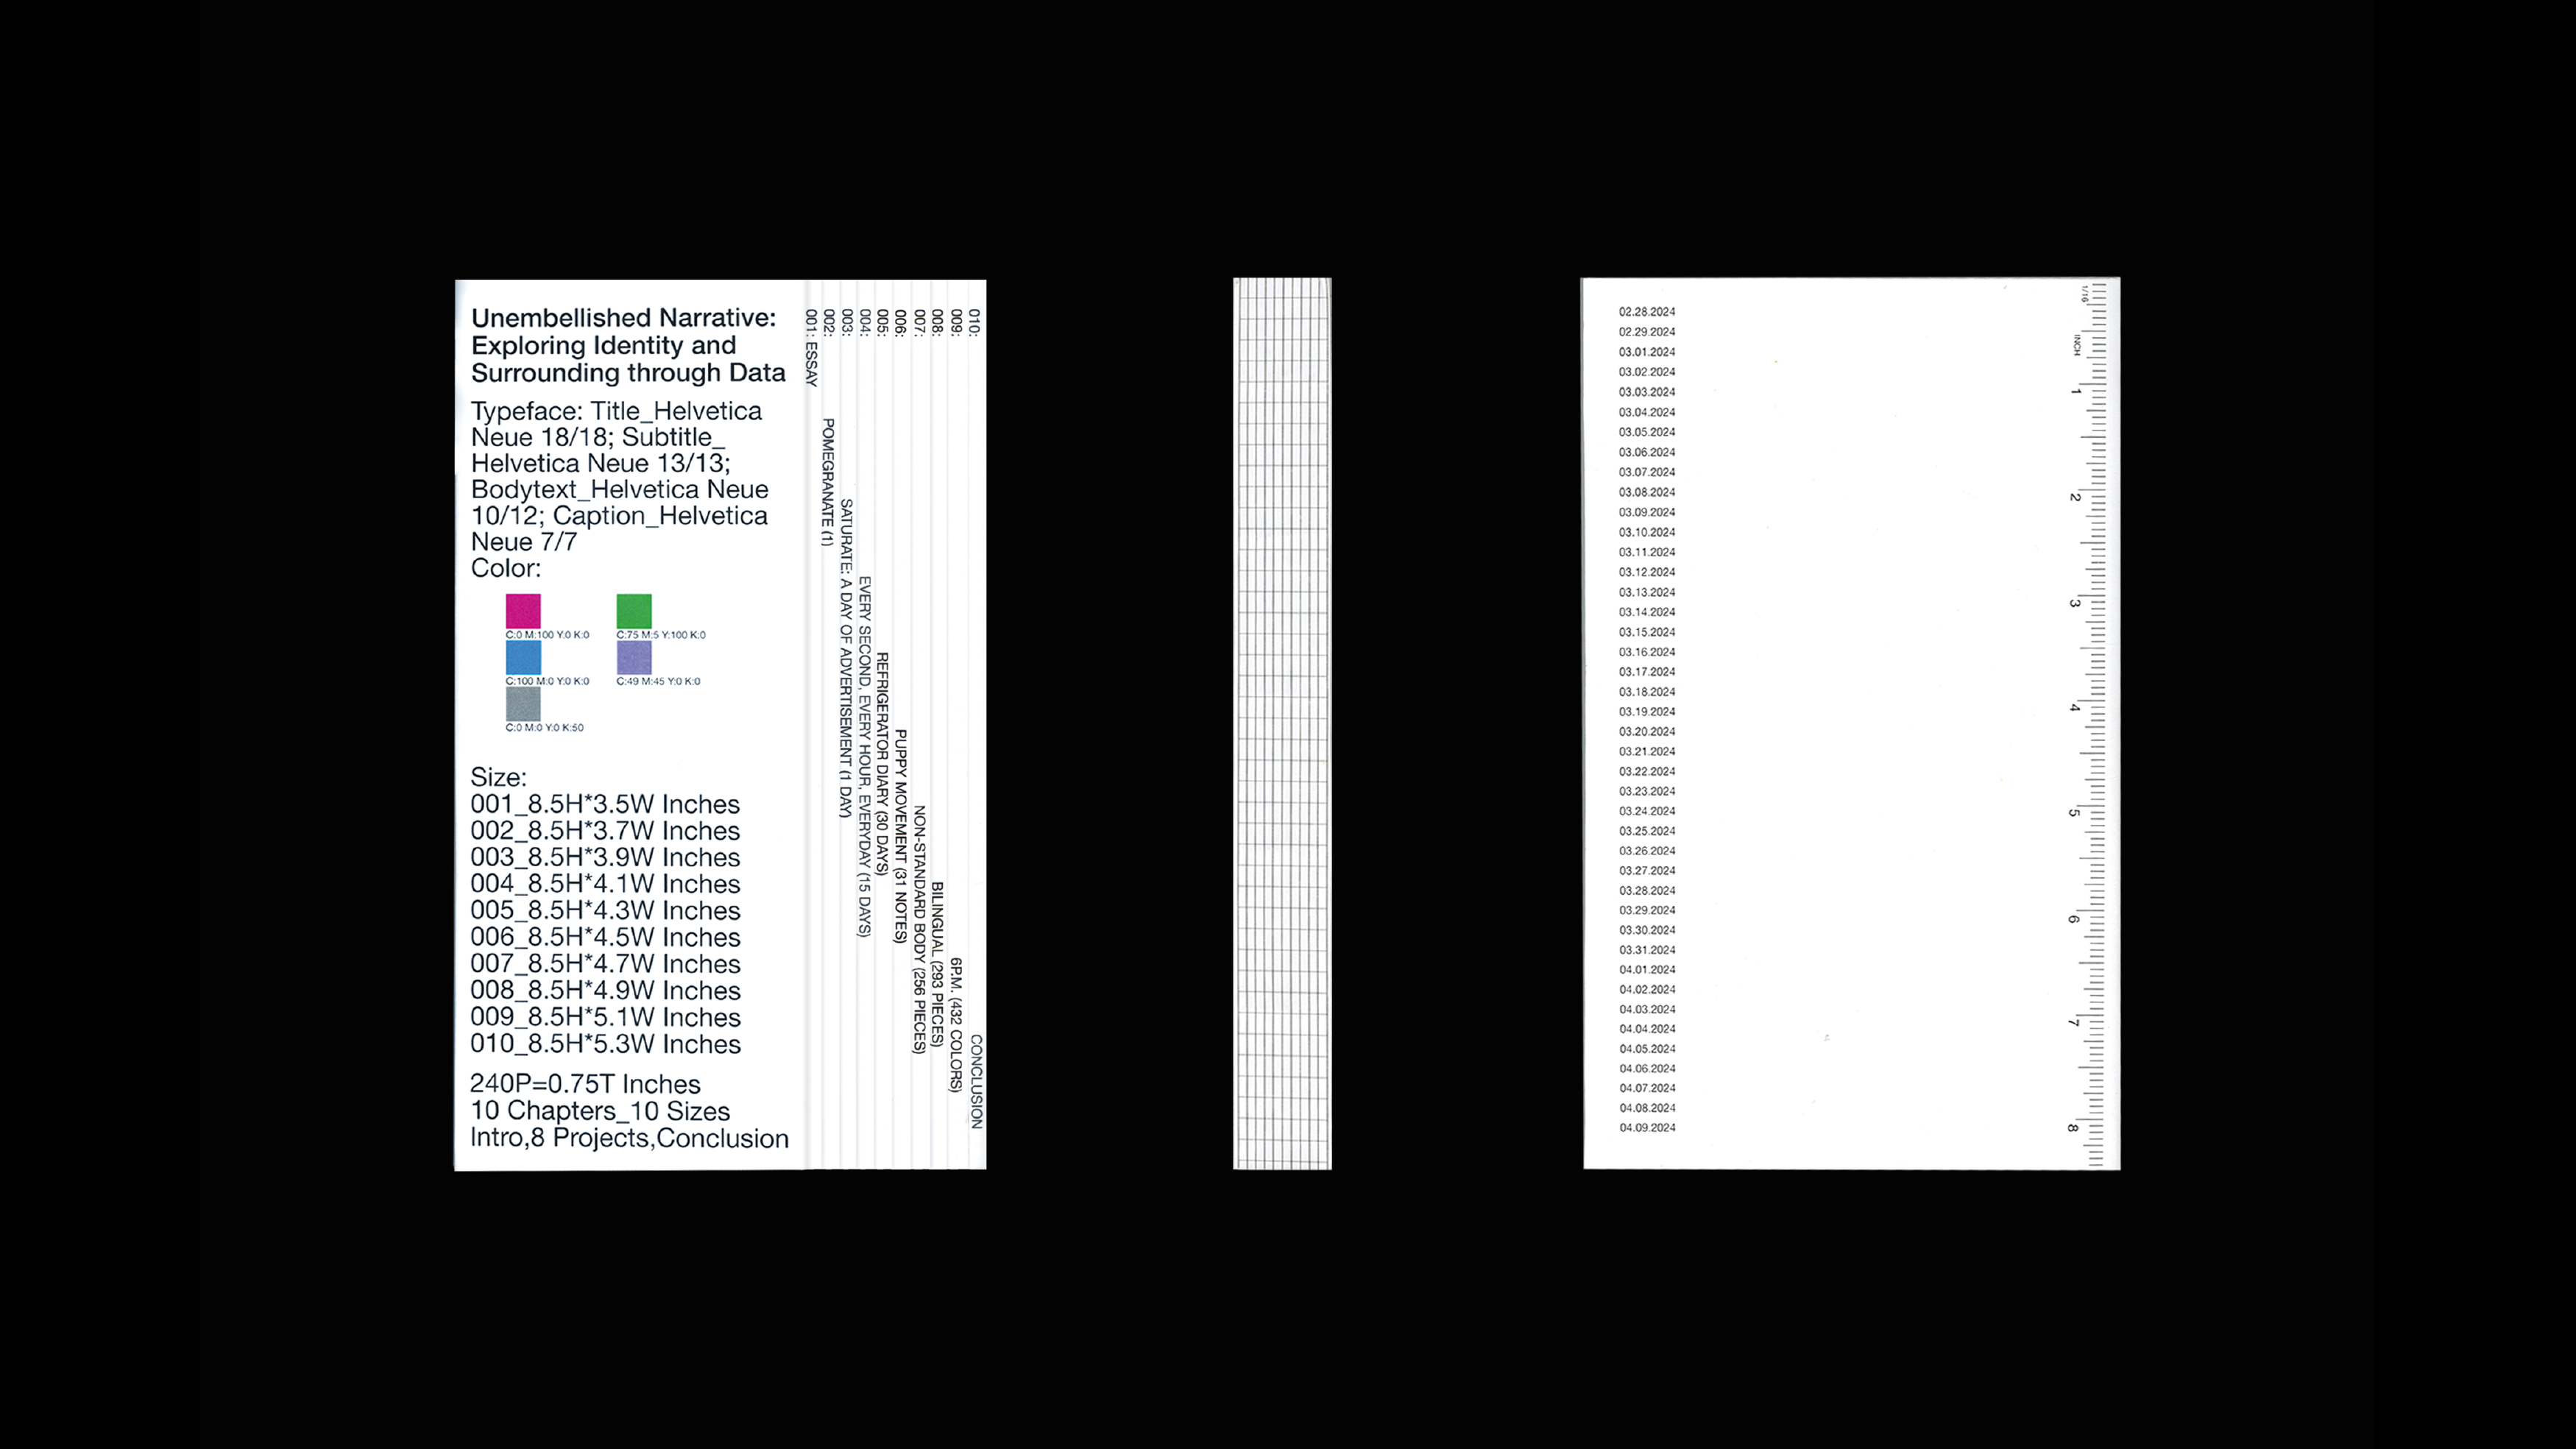 Unembellished Narrative:
Exploring Identity and
Surrounding through Data
Typeface: Title_Helvetica
Neue 18/18; Subtitle_
Helvetica Neue 13/13;
Bodytext_Helvetica Neue
10/12; Caption_Helvetica
Neue 7/7
Color:
C:0 M:100 Y:0 K:0
C:75 M:5 Y:100 K:0
C:100 M:0 Y:0 K:0
C:49 M:45 Y:0 K:0
C:0 M:0 Y:0 K:50
Size:
001_8.5H*3.5W Inches
002_8.5H*3.7W Inches
003_8.5H*3.9W Inches
004_8.5H*4.1W Inches
005_8.5H*4.3W Inches
006_8.5H*4.5W Inches
007_8.5H*4.7W Inches
008_8.5H*4.9W Inches
009_8.5H*5.1W Inches
010_8.5H*5.3W Inches
240P=0.75T Inches
10 Chapters_10 Sizes
Intro,8 Projects,Conclusion
001: ESSAY
002: POMEGRANATE (1)
003: SATURATE: A DAY OF ADVERTISEMENT (1 DAY)
004: EVERY SECOND, EVERY HOUR, EVERYDAY (15 DAYS)
005: REFRIGERATOR DIARY (30 DAYS)
006: PUPPY MOVEMENT (31 NOTES)
007: NON-STANDARD BODY (256 PIECES)
008: BILINGUAL (293 PIECES)
009: 6P.M. (432 COLORS)
010: CONCLUSION
02.28.2024
02.29.2024
03.01.2024
03.02.2024
03.03.2024
03.04.2024
03.05.2024
03.06.2024
03.07.2024
03.08.2024
03.09.2024
03.10.2024
03.11.2024
03.12.2024
03.13.2024
03.14.2024
03.15.2024
03.16.2024
03.17.2024
03.18.2024
03.19.2024
03.20.2024
03.21.2024
03.22.2024
03.23.2024
03.24.2024
03.25.2024
03.26.2024
03.27.2024
03.28.2024
03.29.2024
03.30.2024
03.31.2024
04.01.2024
04.02.2024
04.03.2024
04.04.2024
04.05.2024
04.06.2024
04.07.2024
04.08.2024
04.09.2024
1/16
INCH
1
2
3
4
5
6
7
8